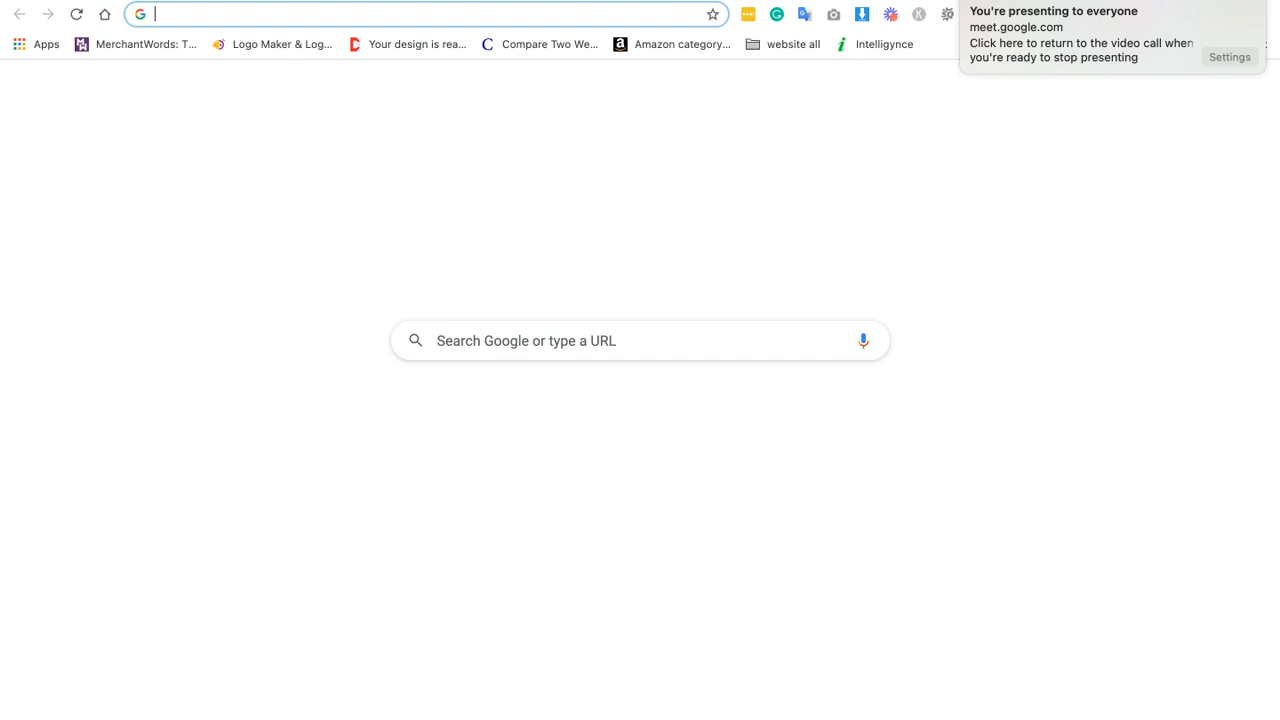 You're presenting to everyone
meet.google.com
Click here to return to the video call when
you're ready to stop presenting
Settings
Apps
MerchantWords: T...
Logo Maker & Log...
Your design is rea...
Compare Two We...
Amazon category...
website all
Intelligynce
Search Google or type a URL